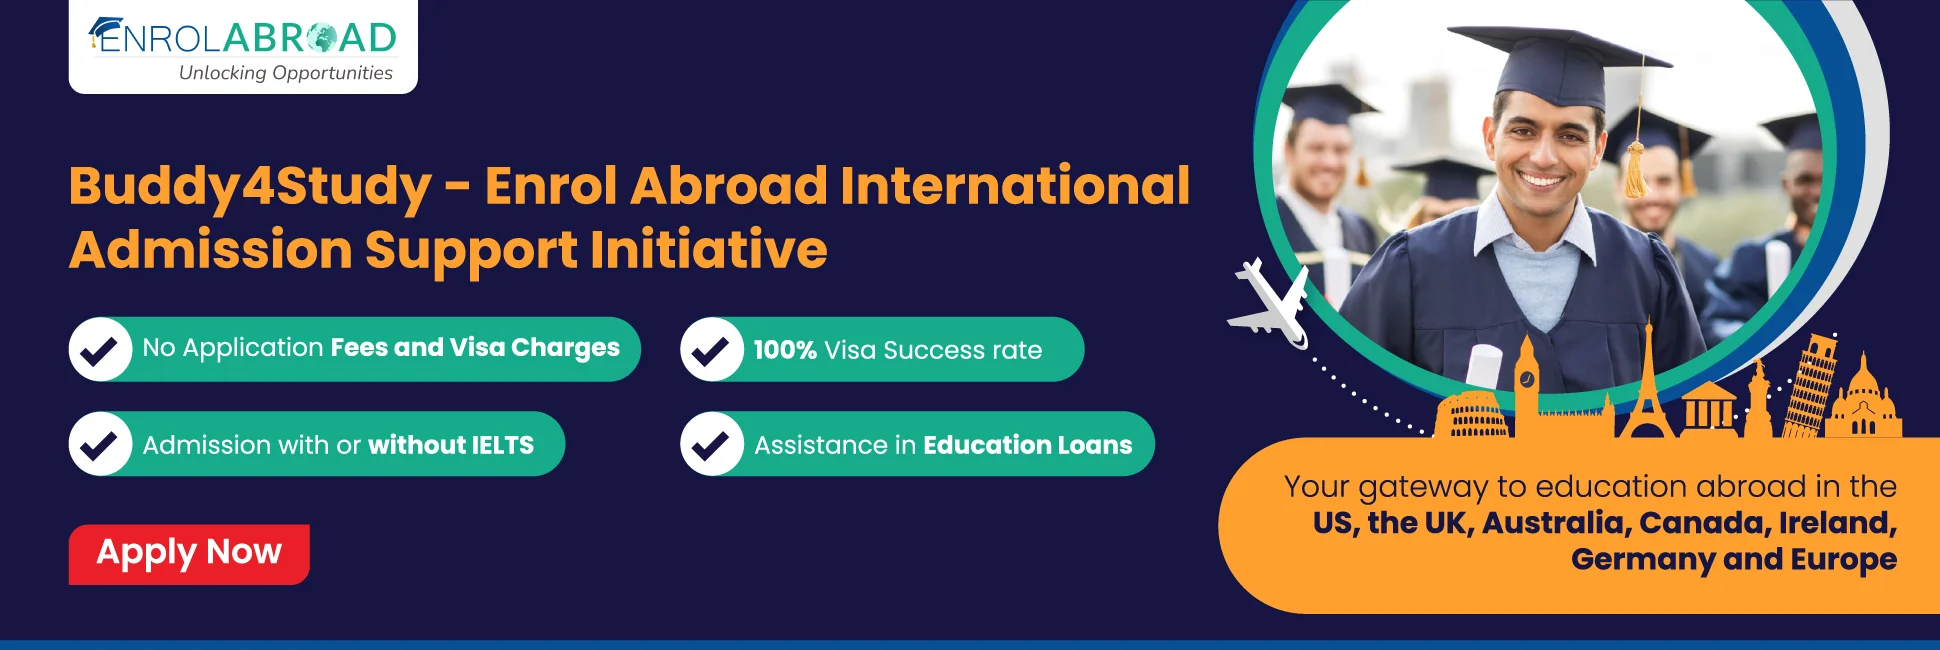 ENROLABROAD
Unlocking Opportunities
Buddy4Study - Enrol Abroad International
Admission Support Initiative
No Application Fees and Visa Charges
100% Visa Success rate
Admission with or without IELTS
Assistance in Education Loans
Apply Now
Your gateway to education abroad in the
US, the UK, Australia, Canada, Ireland,
Germany and Europe